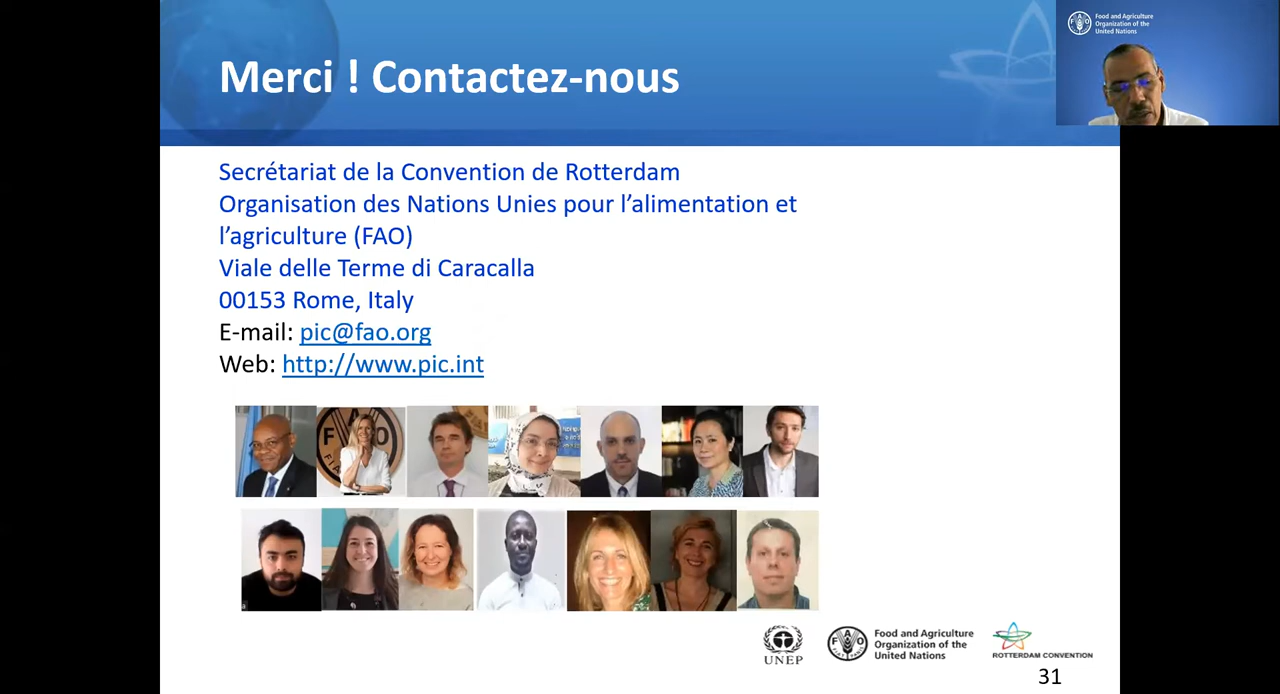 Merci ! Contactez-nous
Food and Agriculture
Organization of the
United Nations
Secrétariat de la Convention de Rotterdam
Organisation des Nations Unies pour l’alimentation et
l’agriculture (FAO)
Viale delle Terme di Caracalla
00153 Rome, Italy
E-mail: pic@fao.org
Web: http://www.pic.int
F A O
UNEP
Food and Agriculture
Organization of the
United Nations
ROTTERDAM CONVENTION
31